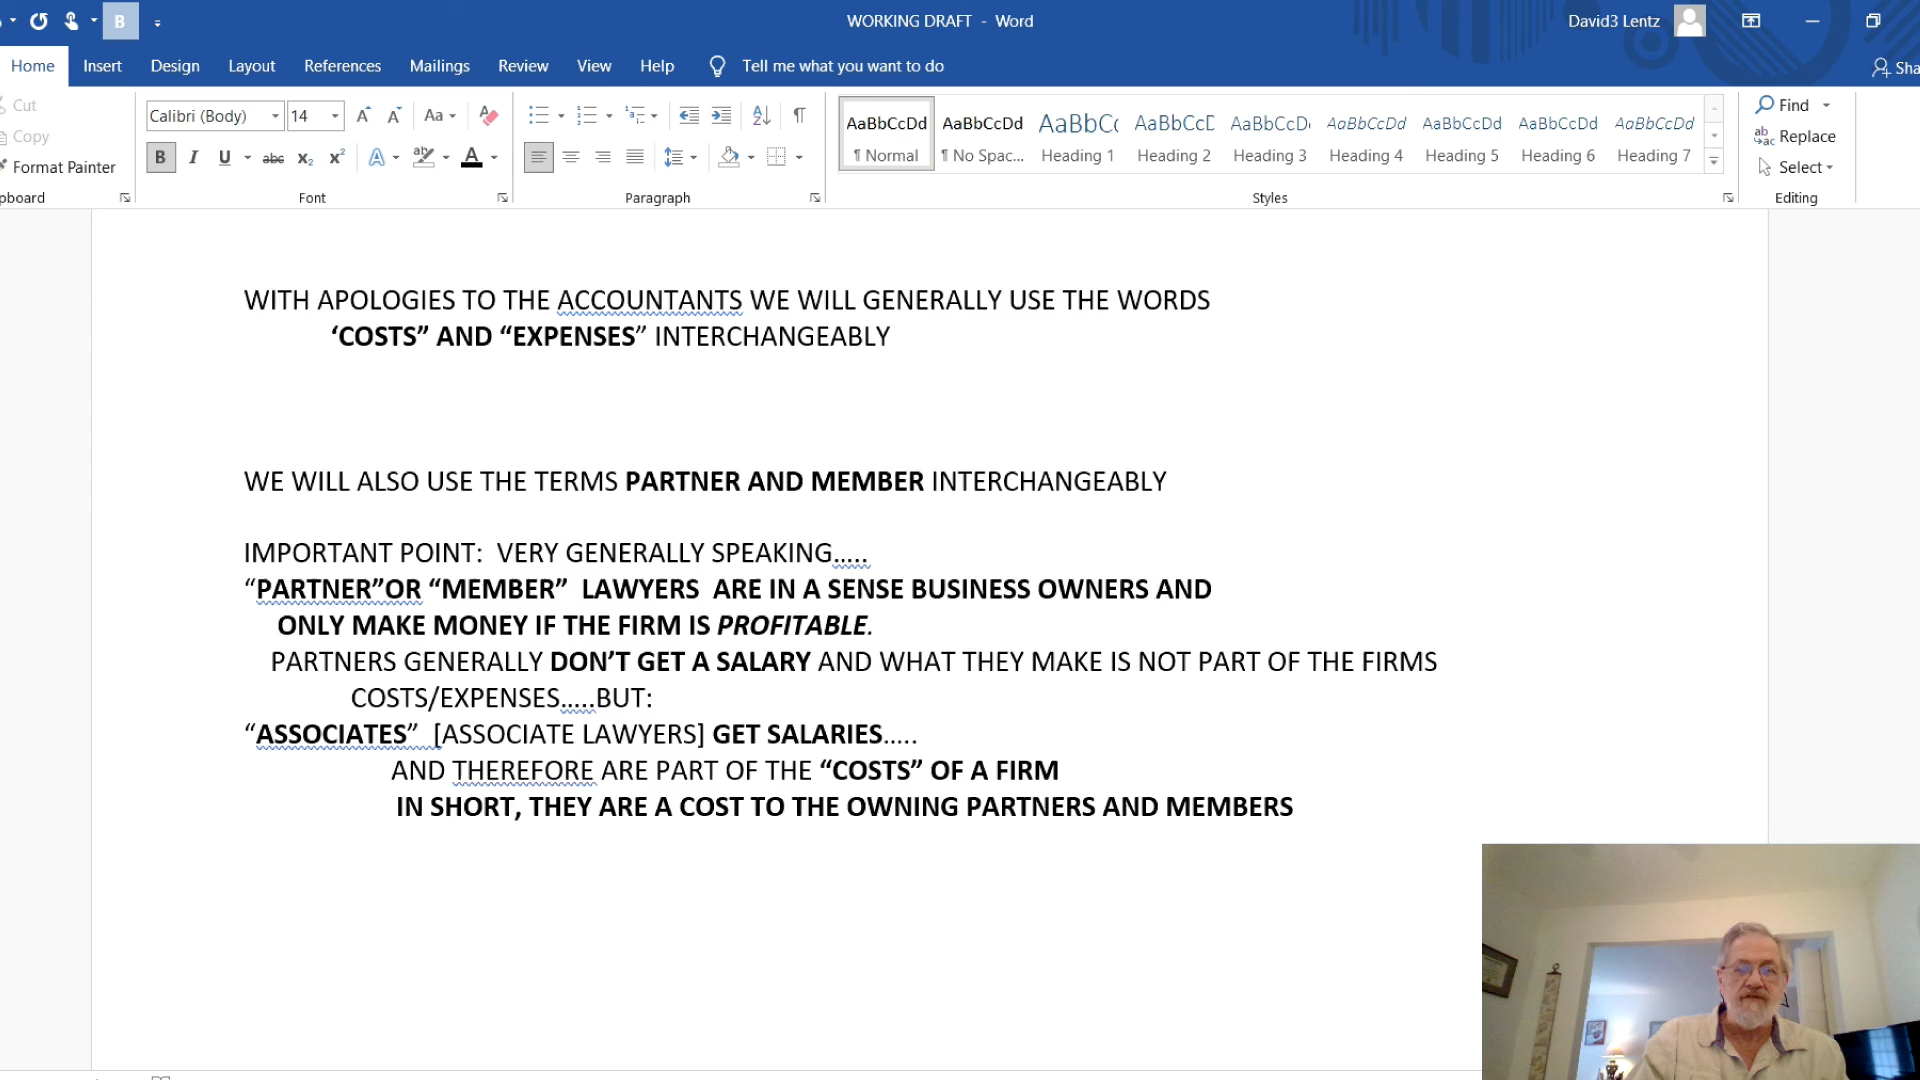 B
WORKING DRAFT - Word
David3 Lentz
Home Insert Design Layout References Mailings Review View Help Tell me what you want to do
Cut
Copy
Format Painter
Calibri (Body) 14 Aa
B I U abc x₂ x² A ab A
AaBbCcDd AaBbCcDd AaBbCc AaBbCcD AaBbCcD AaBbCcDd AaBbCcDd AaBbCcDd AaBbCcDd
¶ Normal ¶ No Spac... Heading 1 Heading 2 Heading 3 Heading 4 Heading 5 Heading 6 Heading 7
Find
Replace
Select
Font Paragraph Styles Editing
WITH APOLOGIES TO THE ACCOUNTANTS WE WILL GENERALLY USE THE WORDS
‘COSTS” AND “EXPENSES” INTERCHANGEABLY
WE WILL ALSO USE THE TERMS PARTNER AND MEMBER INTERCHANGEABLY
IMPORTANT POINT: VERY GENERALLY SPEAKING…..
“PARTNER”OR “MEMBER” LAWYERS ARE IN A SENSE BUSINESS OWNERS AND
ONLY MAKE MONEY IF THE FIRM IS PROFITABLE.
PARTNERS GENERALLY DON’T GET A SALARY AND WHAT THEY MAKE IS NOT PART OF THE FIRMS
COSTS/EXPENSES…..BUT:
“ASSOCIATES” [ASSOCIATE LAWYERS] GET SALARIES…..
AND THEREFORE ARE PART OF THE “COSTS” OF A FIRM
IN SHORT, THEY ARE A COST TO THE OWNING PARTNERS AND MEMBERS